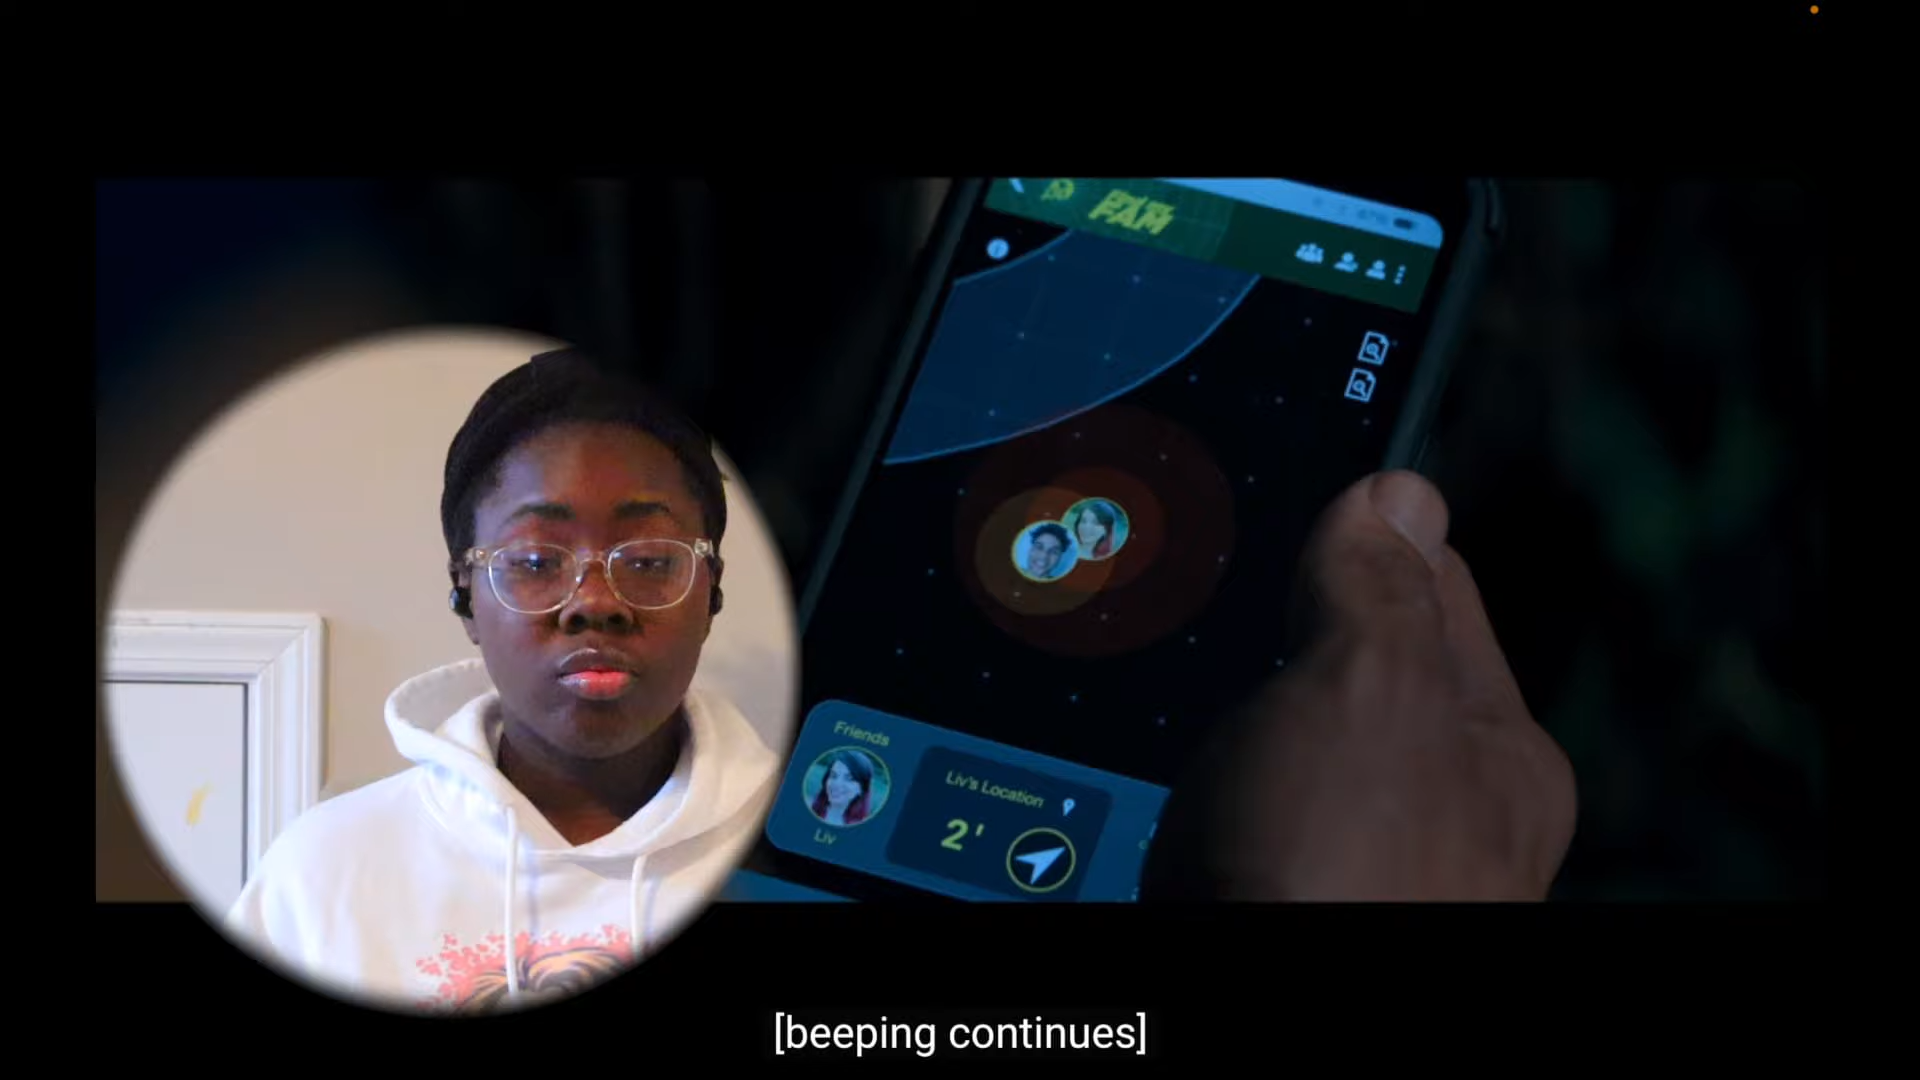 FAM
Friends
Liv's Location
2'
Liv
[beeping continues]